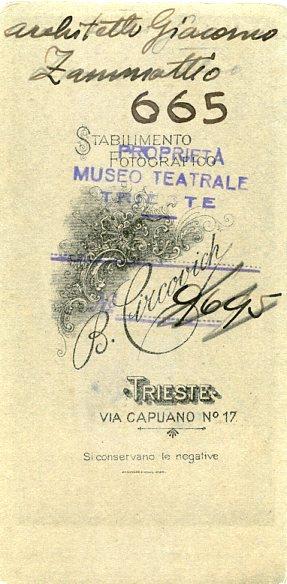 architetto Giacomo
Zammattio
665
STABILIMENTO
FOTOGRAFICO
PROPRIETÀ
MUSEO TEATRALE
TRIESTE
B. Circovich
9695
TRIESTE
VIA CAPUANO Nº 17
Si conservano le negative